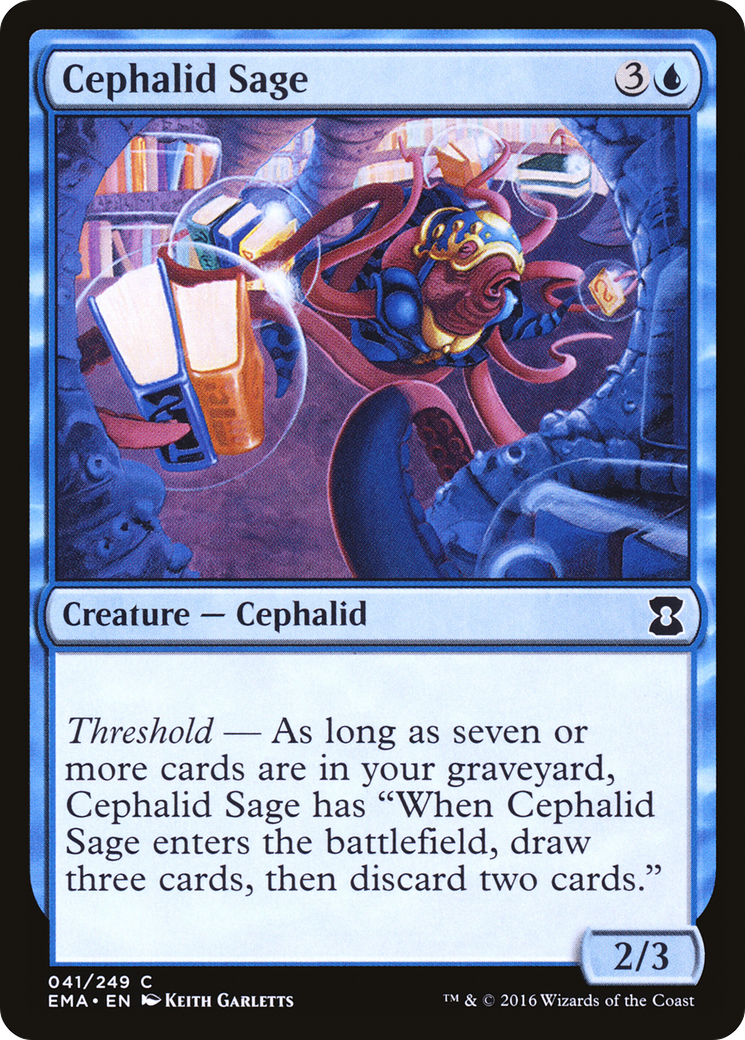 Cephalid Sage 3
Creature — Cephalid
Threshold — As long as seven or
more cards are in your graveyard,
Cephalid Sage has “When Cephalid
Sage enters the battlefield, draw
three cards, then discard two cards.”
2/3
041/249 C
EMA • EN Keith Garletts
™ & © 2016 Wizards of the Coast